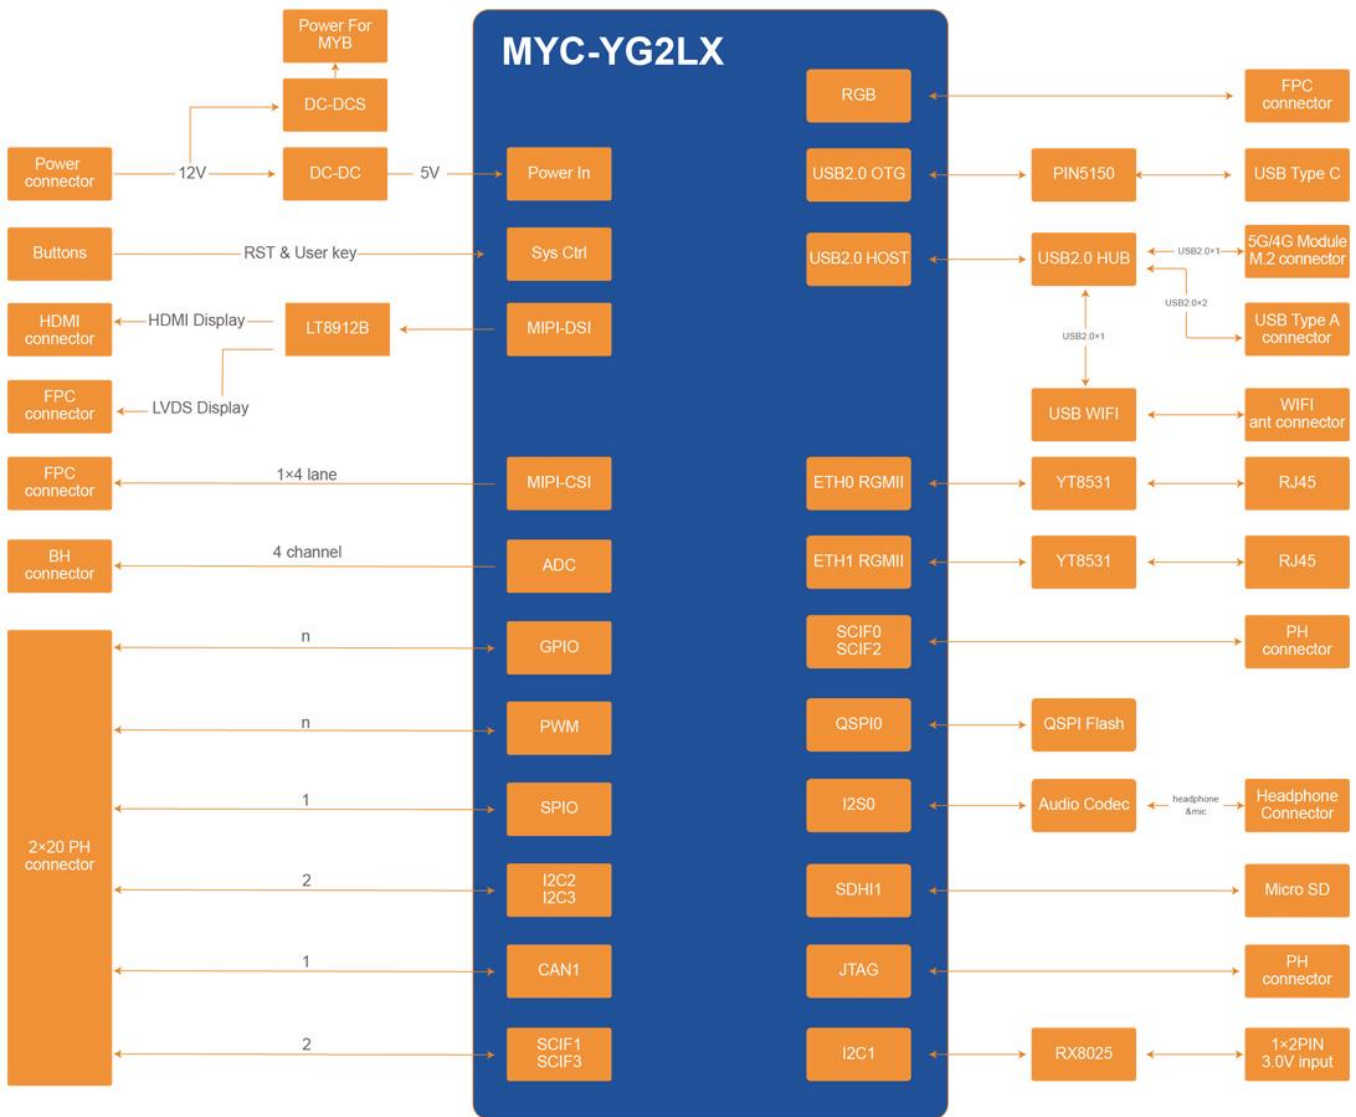 Power For
MYB
MYC-YG2LX
DC-DCS
RGB
FPC
connector
Power
connector
12V
DC-DC
5V
Power In
USB2.0 OTG
PIN5150
USB Type C
Buttons
RST & User key
Sys Ctrl
USB2.0 HOST
USB2.0 HUB
USB2.0×1
5G/4G Module
M.2 connector
USB2.0×2
HDMI
connector
HDMI Display
LT8912B
MIPI-DSI
USB2.0×1
USB Type A
connector
FPC
connector
LVDS Display
USB WIFI
WIFI
ant connector
FPC
connector
1×4 lane
MIPI-CSI
ETH0 RGMII
YT8531
RJ45
BH
connector
4 channel
ADC
ETH1 RGMII
YT8531
RJ45
n
GPIO
SCIF0
SCIF2
PH
connector
n
PWM
QSPI0
QSPI Flash
1
SPIO
I2S0
Audio Codec
headphone
&mic
Headphone
Connector
2×20 PH
connector
2
I2C2
I2C3
SDHI1
Micro SD
1
CAN1
JTAG
PH
connector
2
SCIF1
SCIF3
I2C1
RX8025
1×2PIN
3.0V input